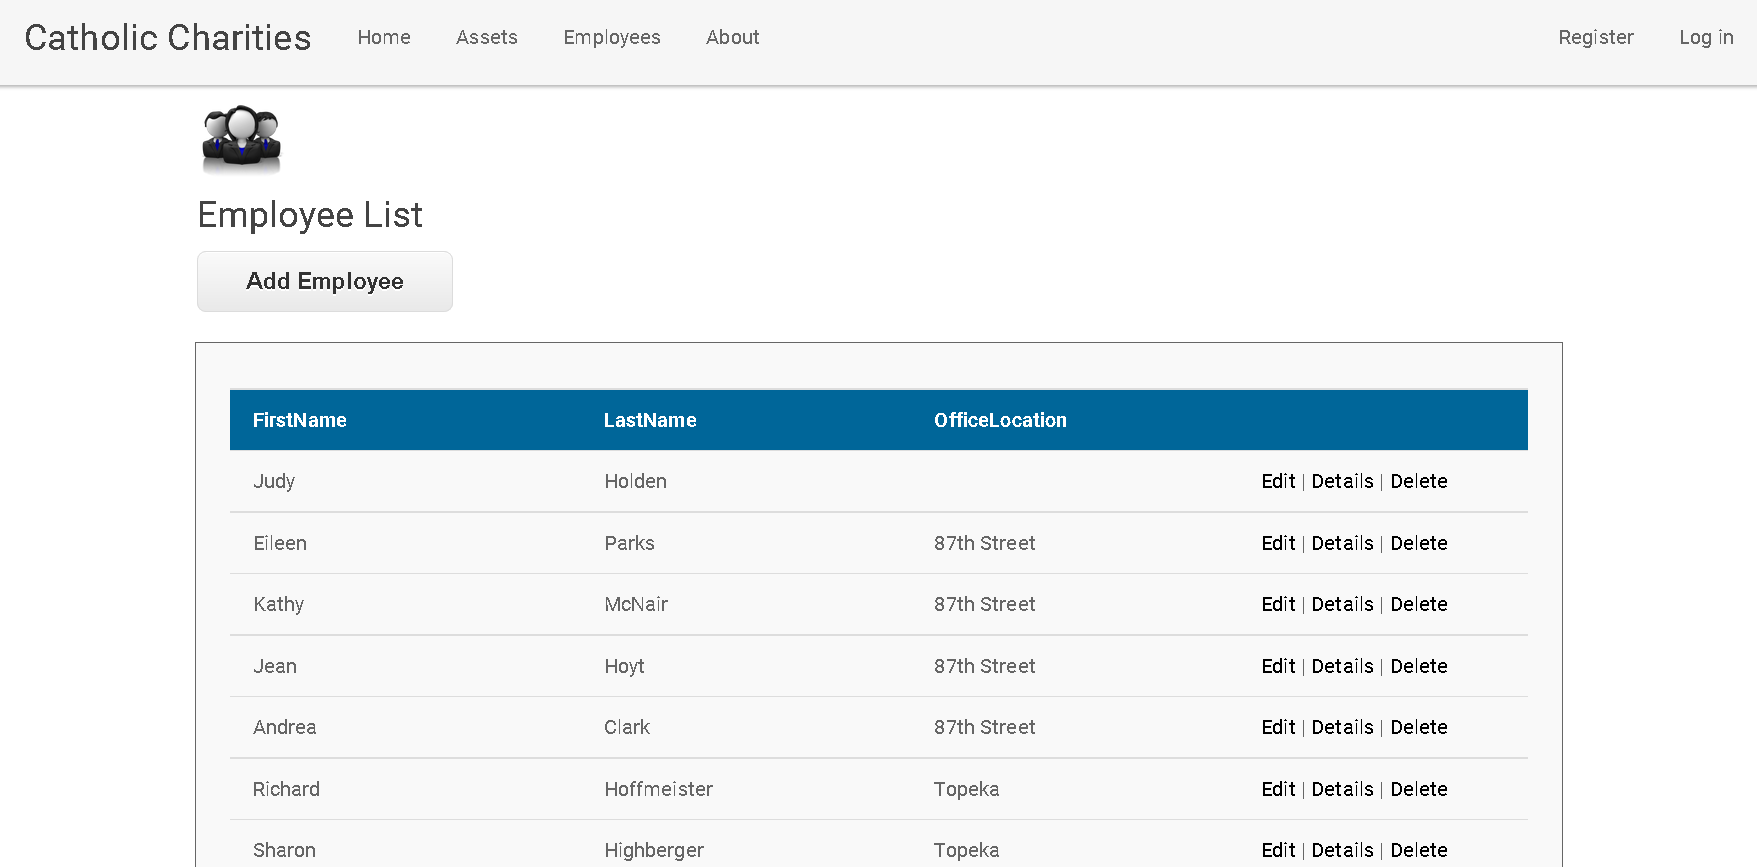 Catholic Charities Home Assets Employees About Register Log in
Employee List
Add Employee
FirstName LastName OfficeLocation
Judy Holden Edit | Details | Delete
Eileen Parks 87th Street Edit | Details | Delete
Kathy McNair 87th Street Edit | Details | Delete
Jean Hoyt 87th Street Edit | Details | Delete
Andrea Clark 87th Street Edit | Details | Delete
Richard Hoffmeister Topeka Edit | Details | Delete
Sharon Highberger Topeka Edit | Details | Delete